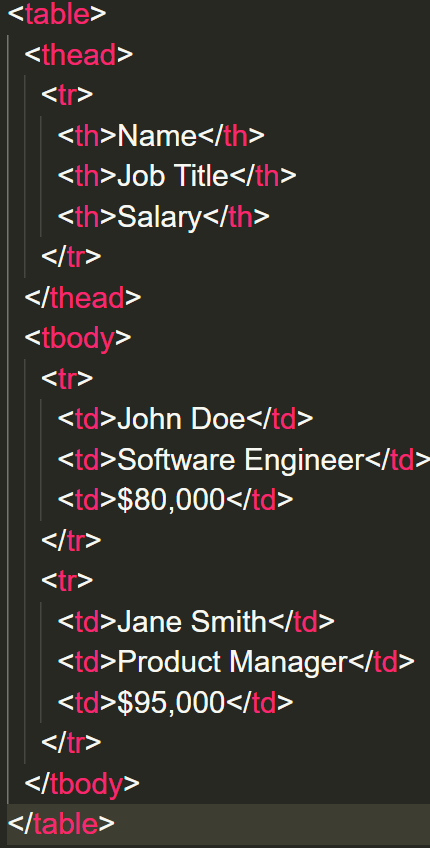 <table>
<thead>
<tr>
<th>Name</th>
<th>Job Title</th>
<th>Salary</th>
</tr>
</thead>
<tbody>
<tr>
<td>John Doe</td>
<td>Software Engineer</td>
<td>$80,000</td>
</tr>
<tr>
<td>Jane Smith</td>
<td>Product Manager</td>
<td>$95,000</td>
</tr>
</tbody>
</table>